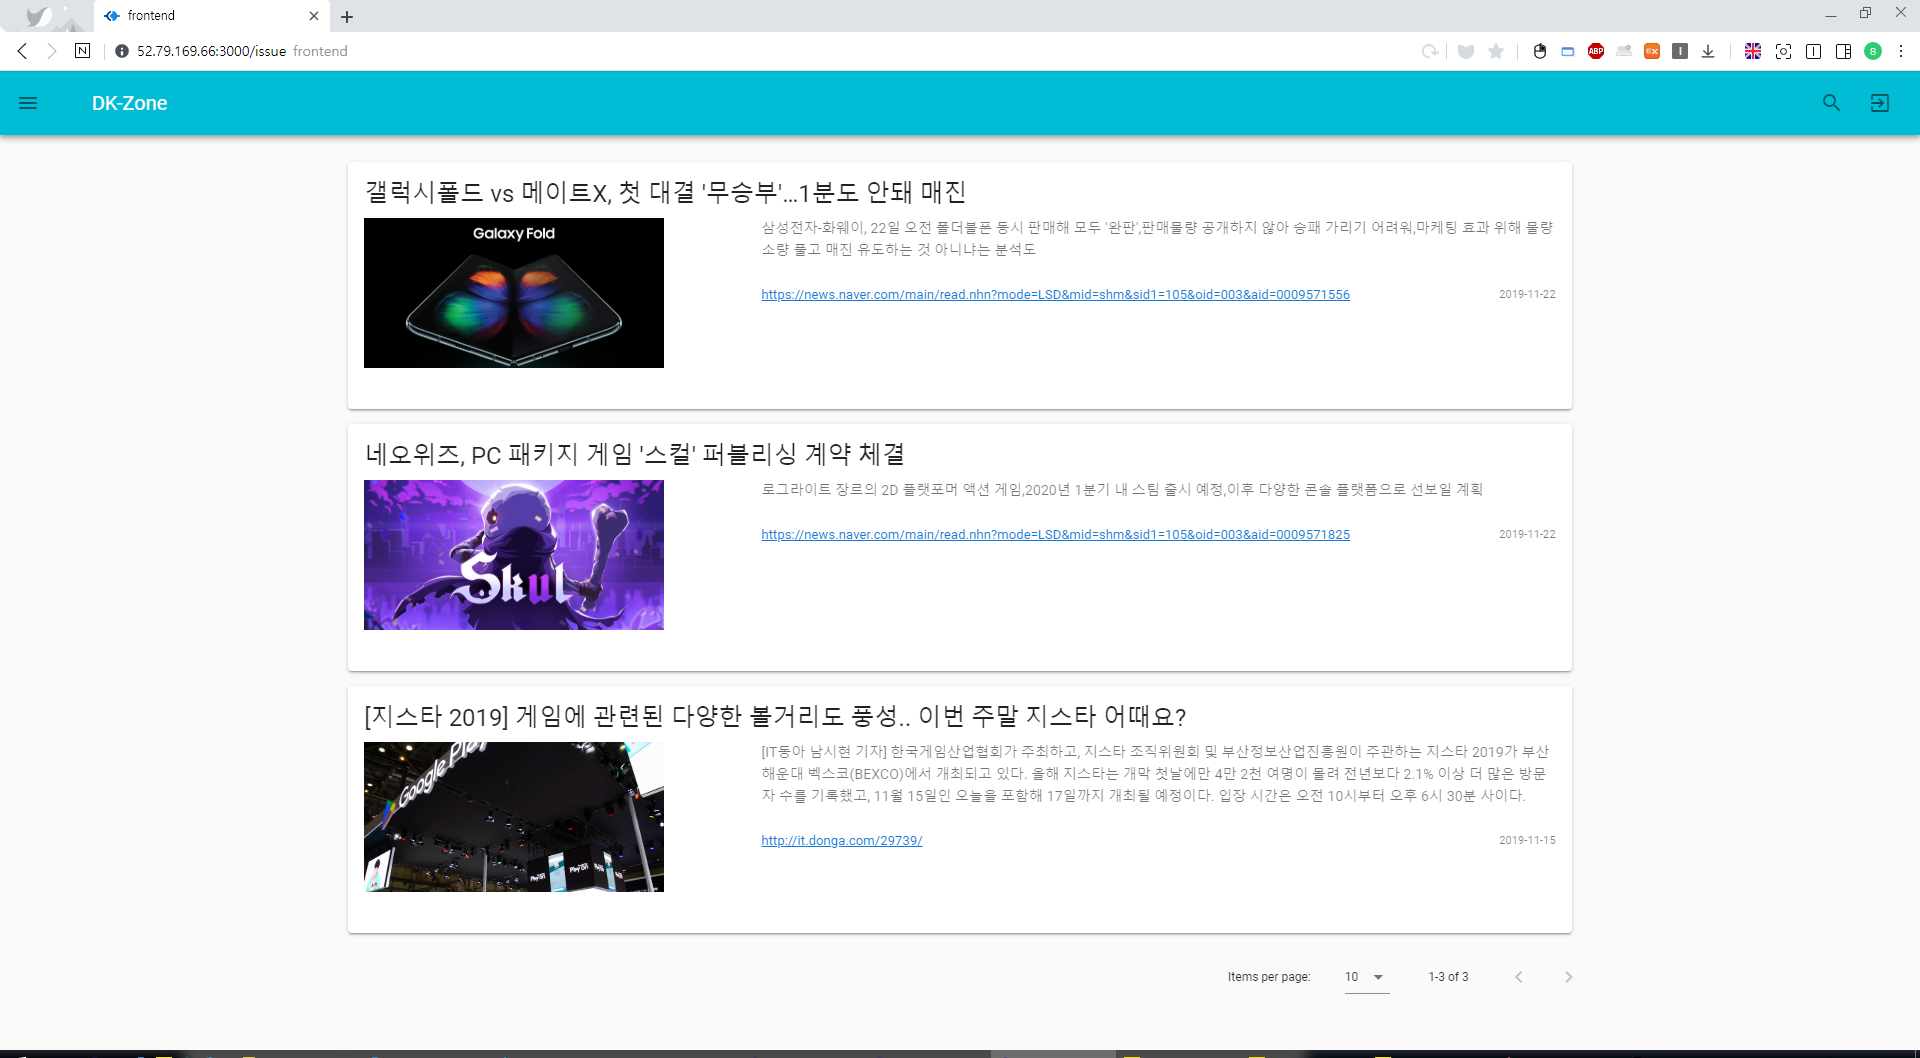 frontend
52.79.169.66:3000/issue frontend
N
ABP
EX
8
DK-Zone
갤럭시폴드 vs 메이트X, 첫 대결 '무승부'...1분도 안돼 매진
Galaxy Fold
삼성전자-화웨이, 22일 오전 폴더블폰 동시 판매해 모두 '완판',판매물량 공개하지 않아 승패 가리기 어려워,마케팅 효과 위해 물량
소량 풀고 매진 유도하는 것 아니냐는 분석도
https://news.naver.com/main/read.nhn?mode=LSD&mid=shm&sid1=105&oid=003&aid=0009571556
2019-11-22
네오위즈, PC 패키지 게임 '스컬' 퍼블리싱 계약 체결
Skul
로그라이트 장르의 2D 플랫포머 액션 게임,2020년 1분기 내 스팀 출시 예정,이후 다양한 콘솔 플랫폼으로 선보일 계획
https://news.naver.com/main/read.nhn?mode=LSD&mid=shm&sid1=105&oid=003&aid=0009571825
2019-11-22
[지스타 2019] 게임에 관련된 다양한 볼거리도 풍성.. 이번 주말 지스타 어때요?
Google Play
[IT동아 남시현 기자] 한국게임산업협회가 주최하고, 지스타 조직위원회 및 부산정보산업진흥원이 주관하는 지스타 2019가 부산
해운대 벡스코(BEXCO)에서 개최되고 있다. 올해 지스타는 개막 첫날에만 4만 2천 여명이 몰려 전년보다 2.1% 이상 더 많은 방문
자 수를 기록했고, 11월 15일인 오늘을 포함해 17일까지 개최될 예정이다. 입장 시간은 오전 10시부터 오후 6시 30분 사이다.
http://it.donga.com/29739/
2019-11-15
Items per page:
10
1-3 of 3